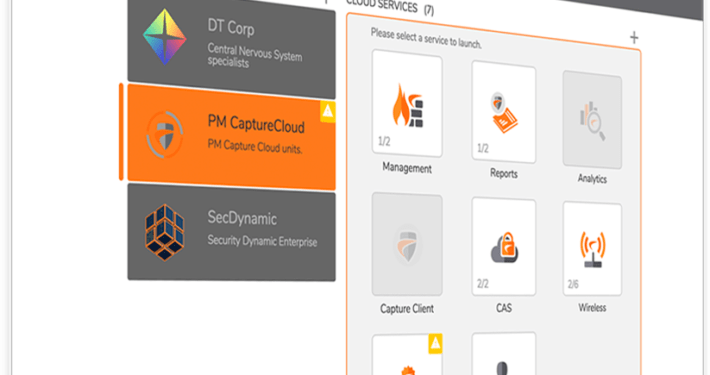 DT Corp
Central Nervous System
specialists
PM CaptureCloud
PM Capture Cloud units.
SecDynamic
Security Dynamic Enterprise
CLOUD SERVICES (7)
+
Please select a service to launch.
1/2
Management
1/2
Reports
Analytics
Capture Client
2/2
CAS
2/6
Wireless